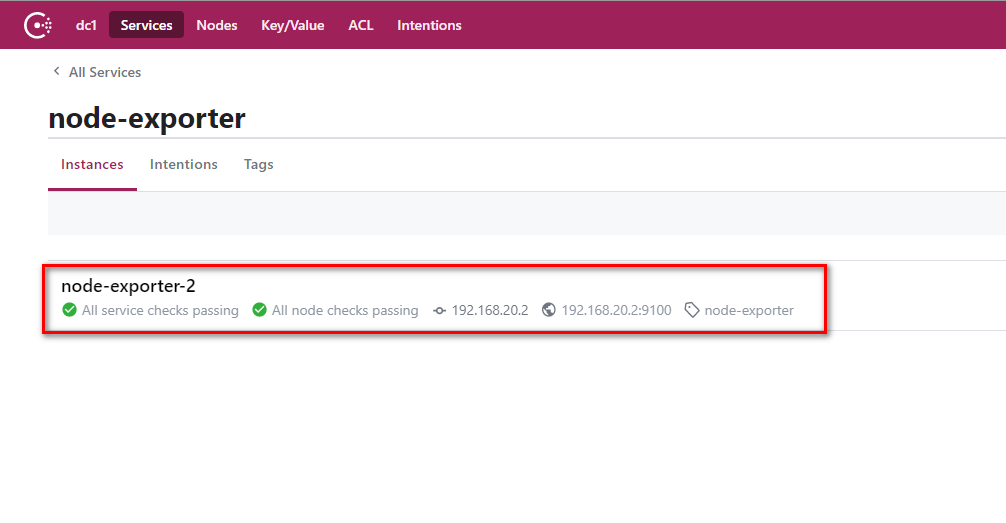 dc1 Services Nodes Key/Value ACL Intentions
All Services
node-exporter
Instances Intentions Tags
node-exporter-2
All service checks passing All node checks passing 192.168.20.2 192.168.20.2:9100 node-exporter